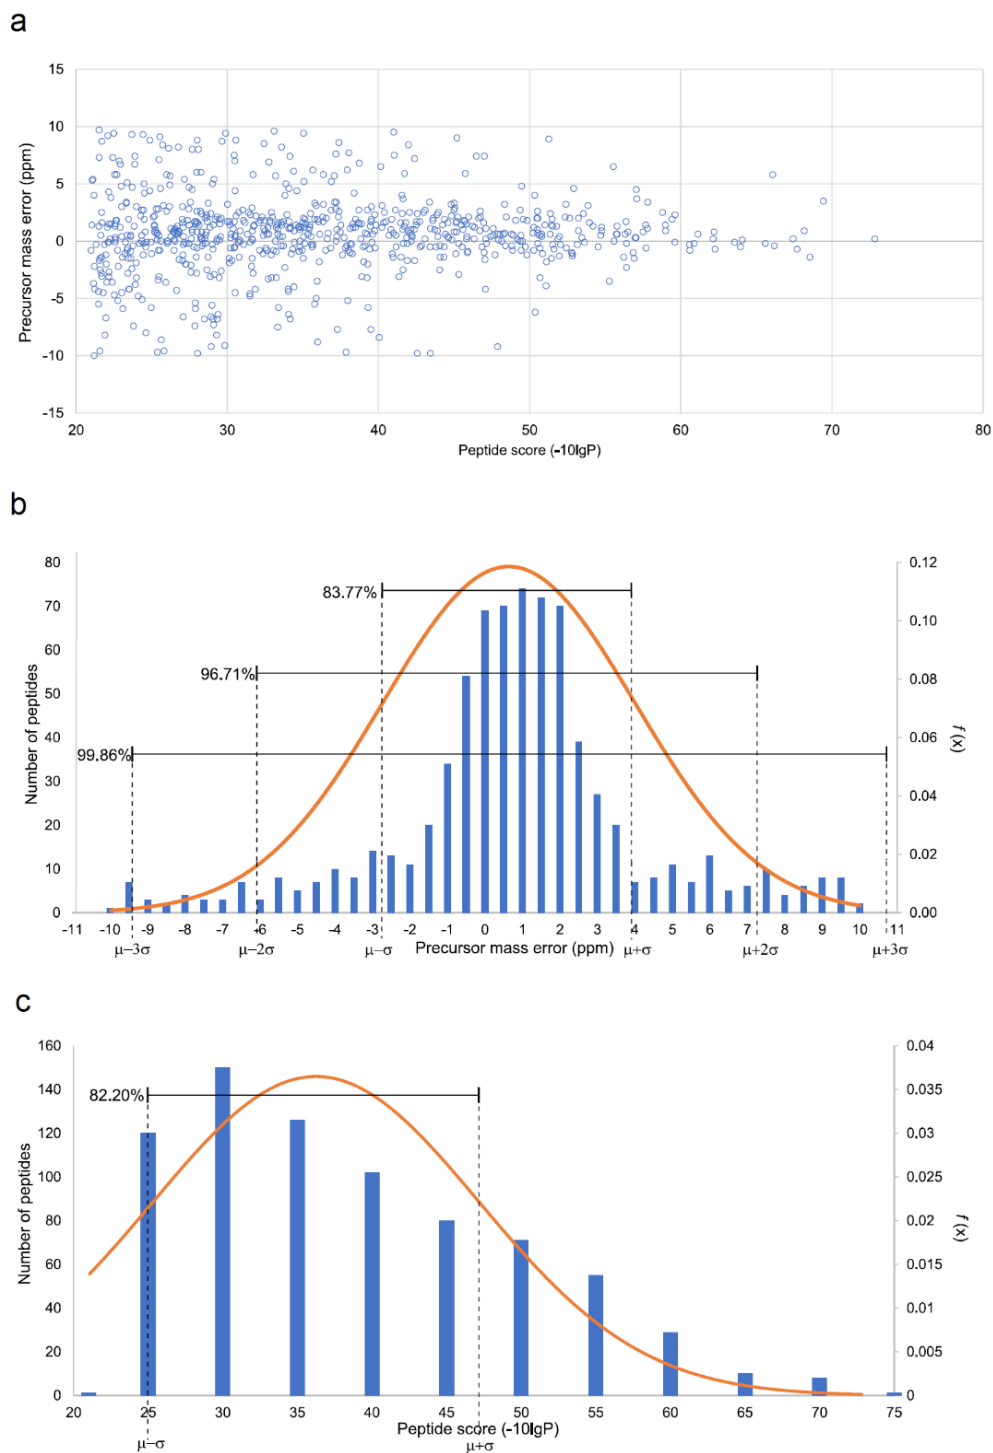 a
15
10
5
0
-5
-10
-15
Precursor mass error (ppm)
20 30 40 50 60 70 80
Peptide score (-10lgP)
b
80
70
60
50
40
30
20
10
0
Number of peptides
0.12
0.10
0.08
0.06
0.04
0.02
0.00
f (x)
83.77%
96.71%
99.86%
-11 -10 -9 -8 -7 -6 -5 -4 -3 -2 -1 0 1 2 3 4 5 6 7 8 9 10 11
Precursor mass error (ppm)
μ−3σ μ−2σ μ−σ μ+σ μ+2σ μ+3σ
c
160
140
120
100
80
60
40
20
0
Number of peptides
0.04
0.035
0.03
0.025
0.02
0.015
0.01
0.005
0
f (x)
82.20%
20 25 30 35 40 45 50 55 60 65 70 75
Peptide score (-10lgP)
μ−σ μ+σ